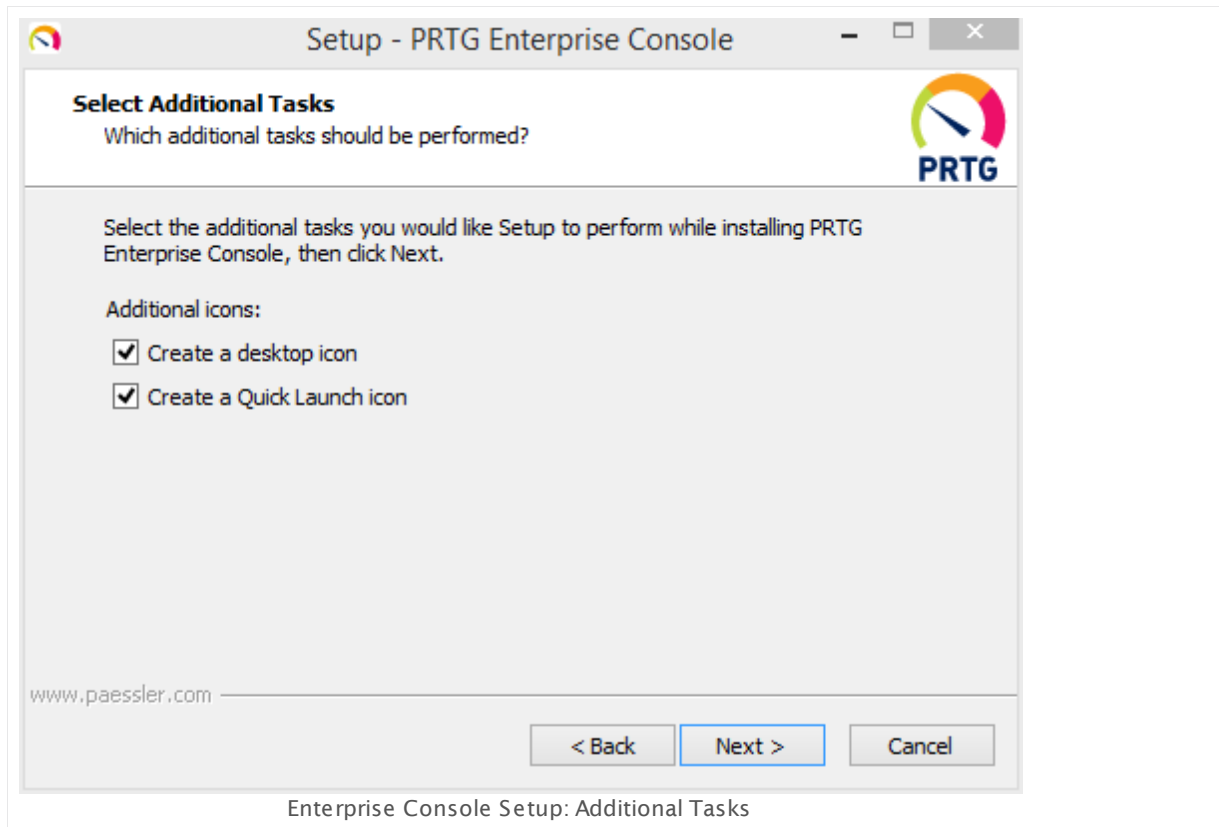 Setup - PRTG Enterprise Console
Select Additional Tasks
Which additional tasks should be performed?
PRTG
Select the additional tasks you would like Setup to perform while installing PRTG
Enterprise Console, then click Next.
Additional icons:
Create a desktop icon
Create a Quick Launch icon
www.paessler.com
< Back Next > Cancel
Enterprise Console Setup: Additional Tasks